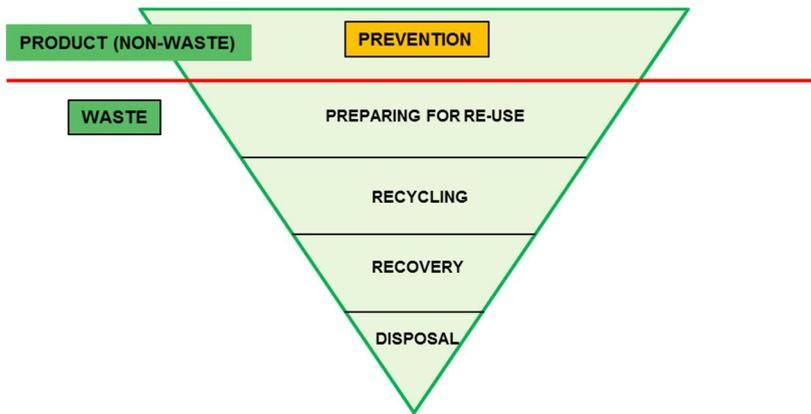 PRODUCT (NON-WASTE)
PREVENTION
WASTE
PREPARING FOR RE-USE
RECYCLING
RECOVERY
DISPOSAL